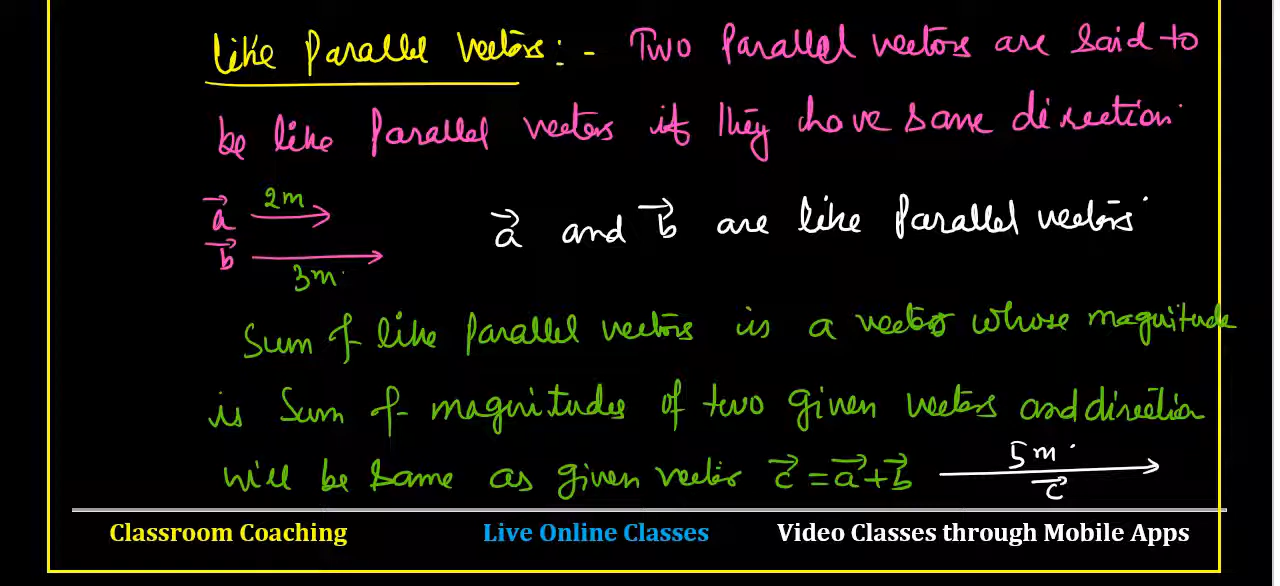 Like Parallel Vectors:- Two Parallel vectors are said to
be like Parallel vectors if they have same direction.
a⃗ 2m
b⃗ 3m.
a⃗ and b⃗ are like Parallel vectors.
Sum of like Parallel vectors is a vector whose magnitude
is Sum of magnitudes of two given vectors and direction
will be same as given vector c⃗ = a⃗ + b⃗ 5m. c⃗
Classroom Coaching Live Online Classes Video Classes through Mobile Apps